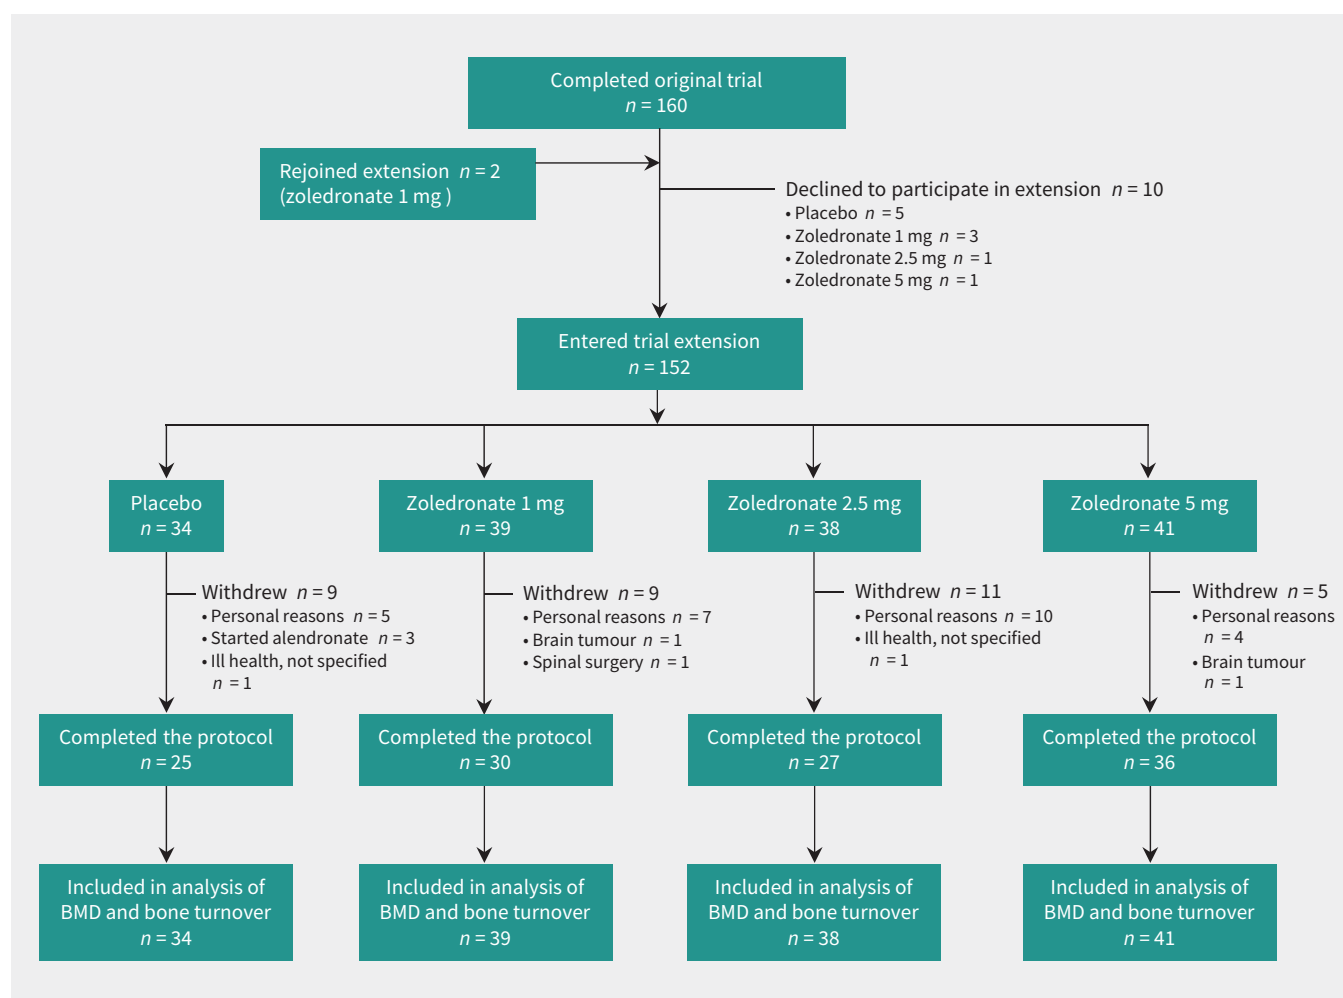 Completed original trial
n = 160
Rejoined extension n = 2
(zoledronate 1 mg )
Declined to participate in extension n = 10
• Placebo n = 5
• Zoledronate 1 mg n = 3
• Zoledronate 2.5 mg n = 1
• Zoledronate 5 mg n = 1
Entered trial extension
n = 152
Placebo
n = 34
Zoledronate 1 mg
n = 39
Zoledronate 2.5 mg
n = 38
Zoledronate 5 mg
n = 41
Withdrew n = 9
• Personal reasons n = 5
• Started alendronate n = 3
• Ill health, not specified
n = 1
Withdrew n = 9
• Personal reasons n = 7
• Brain tumour n = 1
• Spinal surgery n = 1
Withdrew n = 11
• Personal reasons n = 10
• Ill health, not specified
n = 1
Withdrew n = 5
• Personal reasons
n = 4
• Brain tumour
n = 1
Completed the protocol
n = 25
Completed the protocol
n = 30
Completed the protocol
n = 27
Completed the protocol
n = 36
Included in analysis of
BMD and bone turnover
n = 34
Included in analysis of
BMD and bone turnover
n = 39
Included in analysis of
BMD and bone turnover
n = 38
Included in analysis of
BMD and bone turnover
n = 41